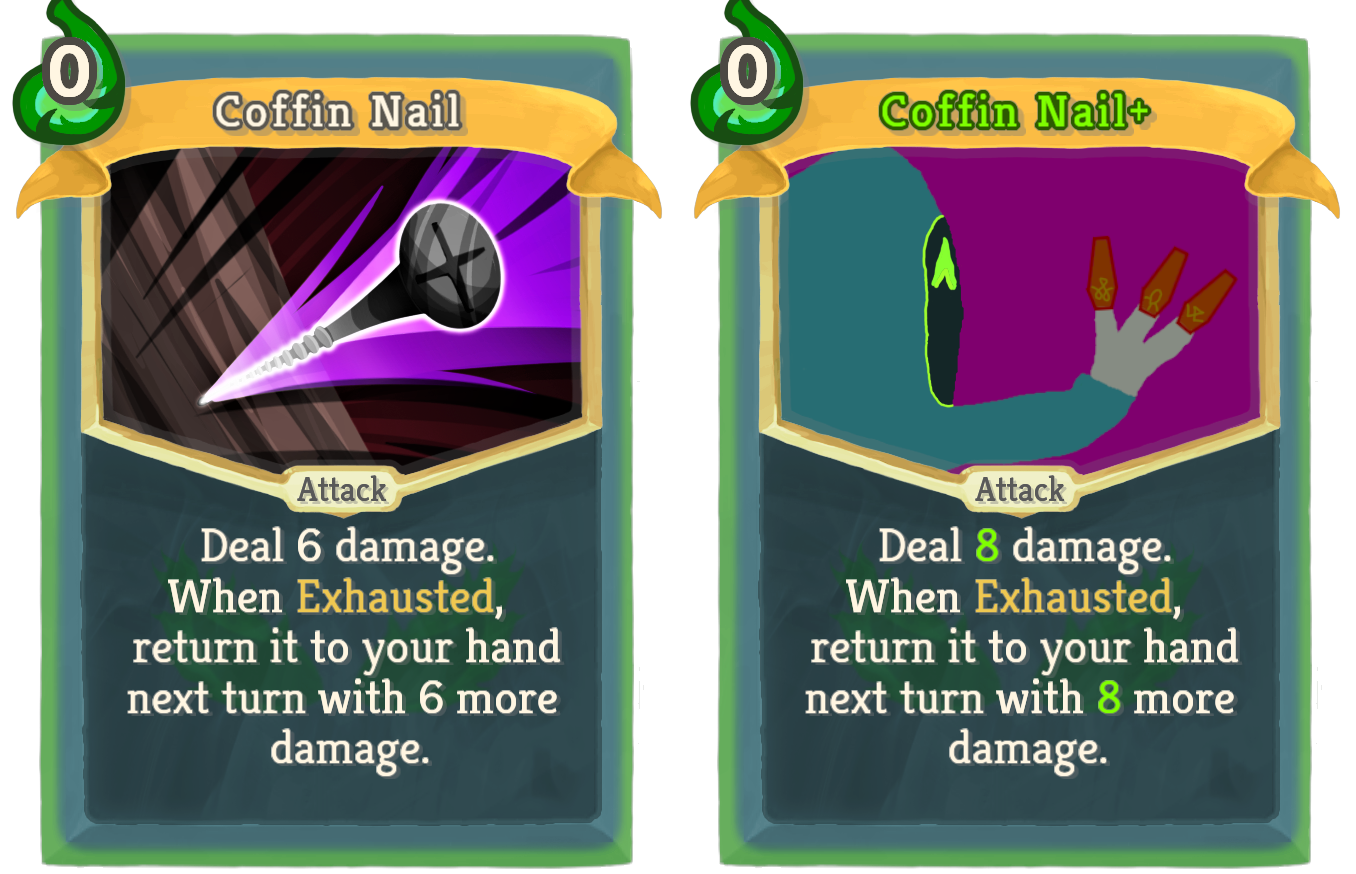 0
Coffin Nail
Attack
Deal 6 damage.
When Exhausted,
return it to your hand
next turn with 6 more
damage.
0
Coffin Nail+
Attack
Deal 8 damage.
When Exhausted,
return it to your hand
next turn with 8 more
damage.